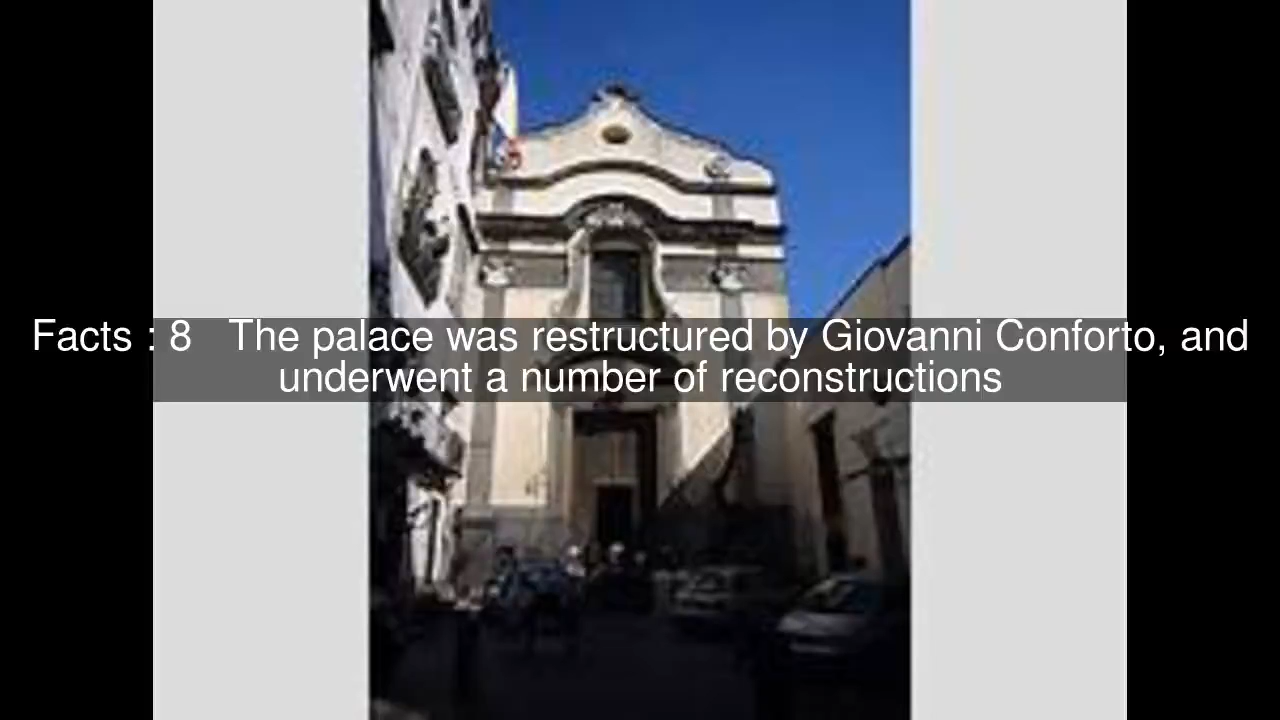 Facts : 8   The palace was restructured by Giovanni Conforto, and
underwent a number of reconstructions